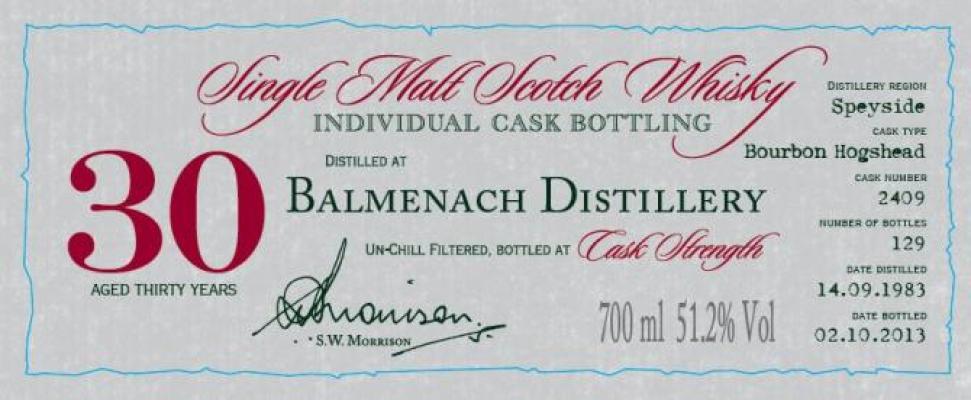 Single Malt Scotch Whisky
INDIVIDUAL CASK BOTTLING
30
AGED THIRTY YEARS
DISTILLED AT
BALMENACH DISTILLERY
UN-CHILL FILTERED, BOTTLED AT Cask Strength
S.W. MORRISON
700 ml 51.2% Vol
DISTILLERY REGION
Speyside
CASK TYPE
Bourbon Hogshead
CASK NUMBER
2409
NUMBER OF BOTTLES
129
DATE DISTILLED
14.09.1983
DATE BOTTLED
02.10.2013